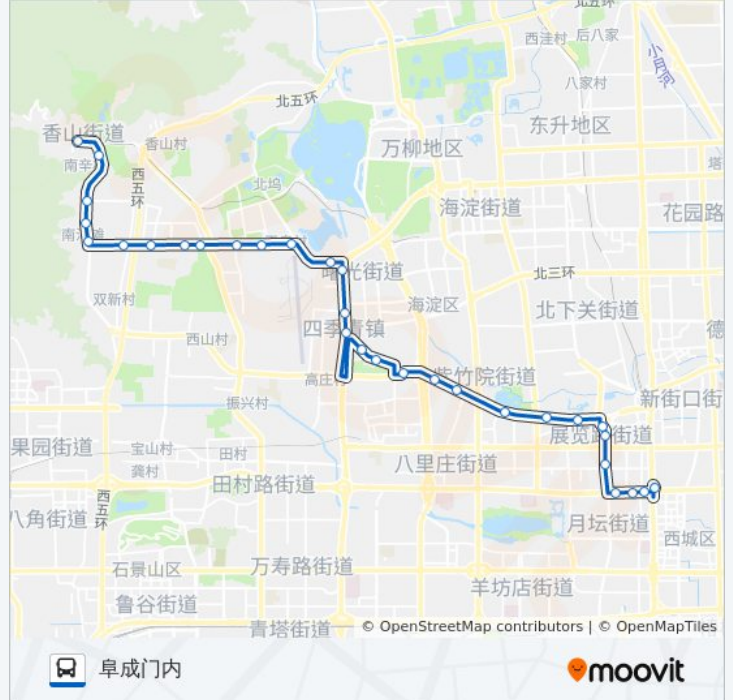 北五环
西洼村
后八家
小月河
北五环
八家村
香山街道
香山村
万柳地区
东升地区
南辛
塔
西五环
北坞
海淀街道
花园路
曙光街道
北三环
双新村
海淀区
北下关街道
四季青镇
德
西山村
高庄
紫竹院街道
振兴村
新街口街
展览路街道
果园街道
宝山村
田村
龚村
八里庄街道
田村路街道
西五环
八角街道
月坛街道
西城区
石景山区
万寿路街道
羊坊店街道
鲁谷街道
青塔街道
© OpenStreetMap contributors | © OpenMapTiles
阜成门内
moovit